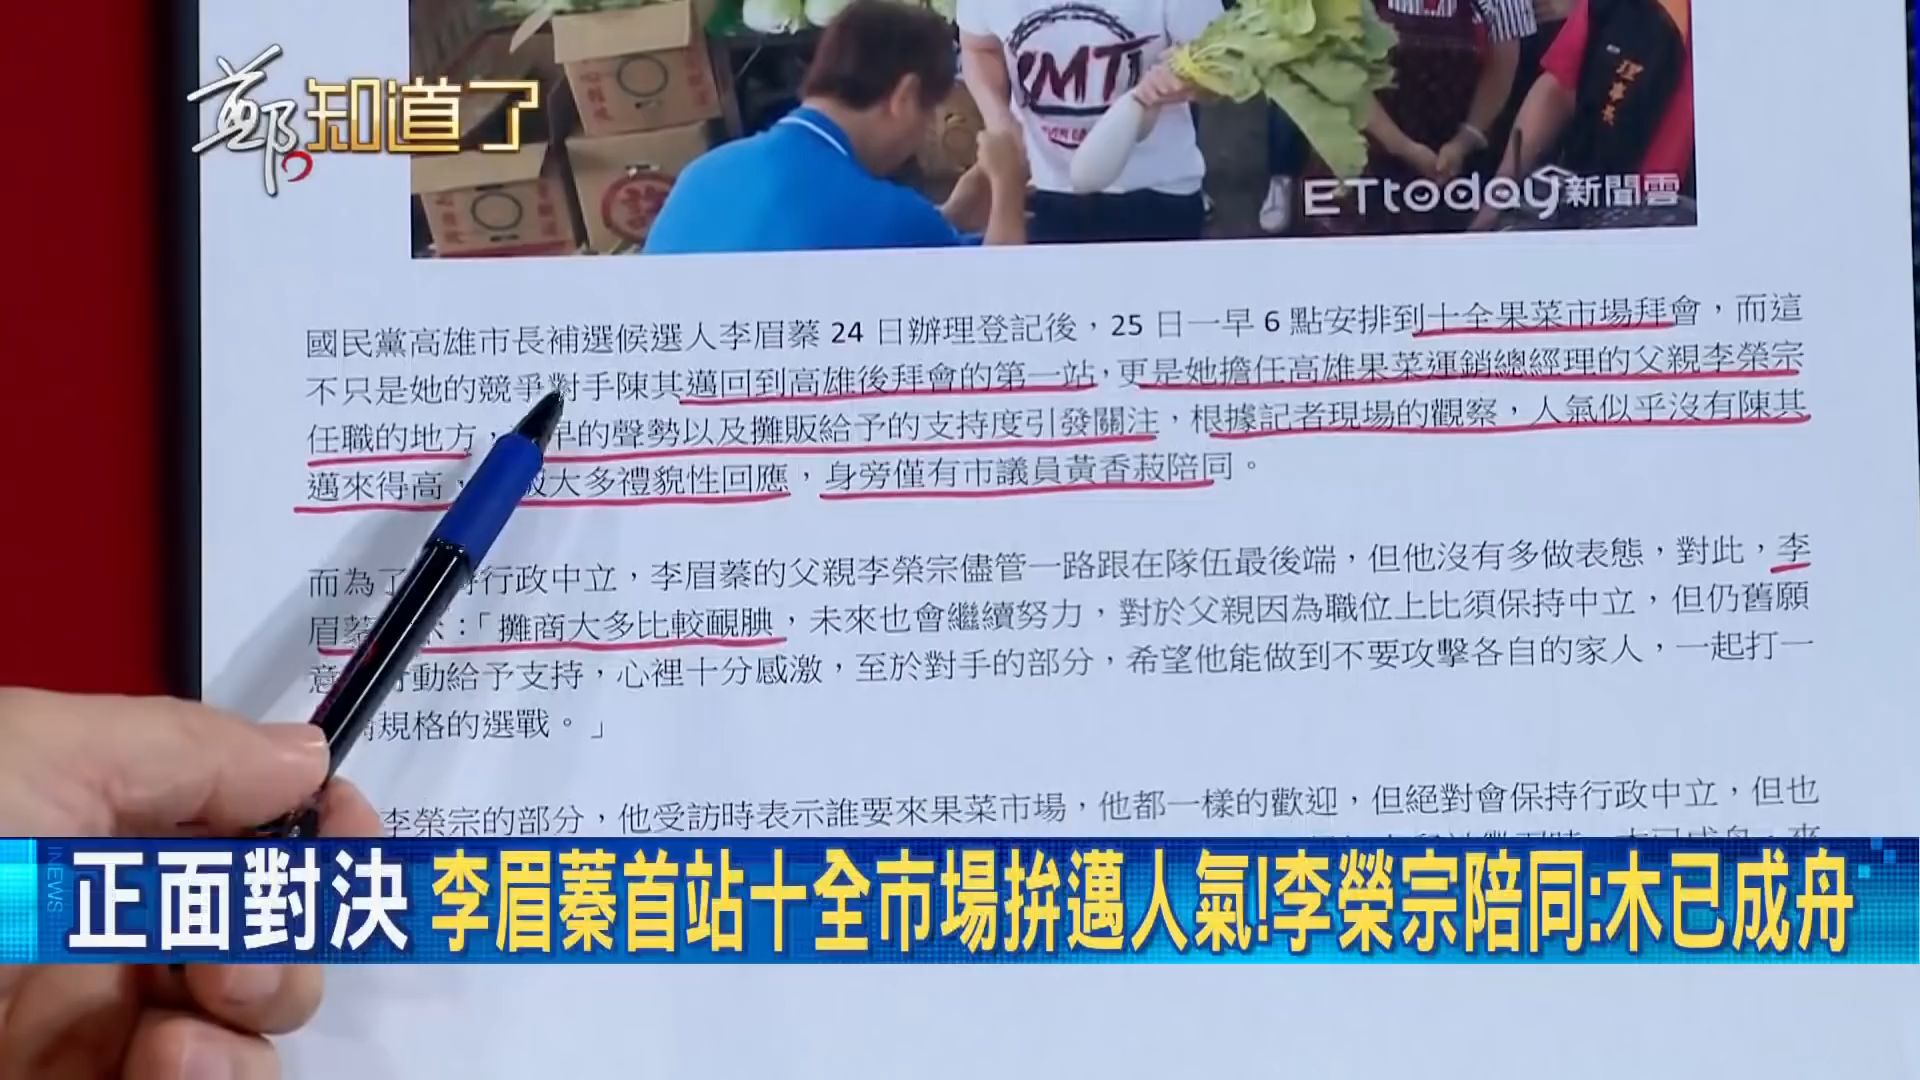 鄭知道了
KMT
理事長
ETtoday新聞雲
國民黨高雄市長補選候選人李眉蓁 24 日辦理登記後，25 日一早 6 點安排到十全果菜市場拜會，而這
不只是她的競爭對手陳其邁回到高雄後拜會的第一站，更是她擔任高雄果菜運銷總經理的父親李榮宗
任職的地方，早的聲勢以及攤販給予的支持度引發關注，根據記者現場的觀察，人氣似乎沒有陳其
邁來得高，販大多禮貌性回應，身旁僅有市議員黃香菽陪同。
而為了持行政中立，李眉蓁的父親李榮宗儘管一路跟在隊伍最後端，但他沒有多做表態，對此，李
眉蓁：「攤商大多比較靦腆，未來也會繼續努力，對於父親因為職位上比須保持中立，但仍舊願
意行動給予支持，心裡十分感激，至於對手的部分，希望他能做到不要攻擊各自的家人，一起打一
規格的選戰。」
李榮宗的部分，他受訪時表示誰要來果菜市場，他都一樣的歡迎，但絕對會保持行政中立，但也
INEWS
正面對決 李眉蓁首站十全市場拚邁人氣!李榮宗陪同:木已成舟